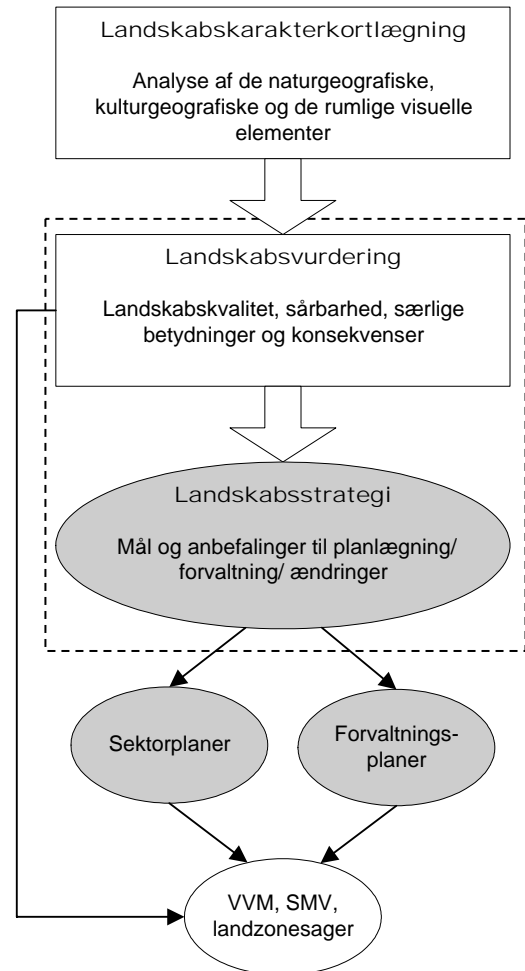 Landskabskarakterkortlægning
Analyse af de naturgeografiske,
kulturgeografiske og de rumlige visuelle
elementer
Landskabsvurdering
Landskabskvalitet, sårbarhed, særlige
betydninger og konsekvenser
Landskabsstrategi
Mål og anbefalinger til planlægning/
forvaltning/ ændringer
Sektorplaner
Forvaltnings-
planer
VVM, SMV,
landzonesager